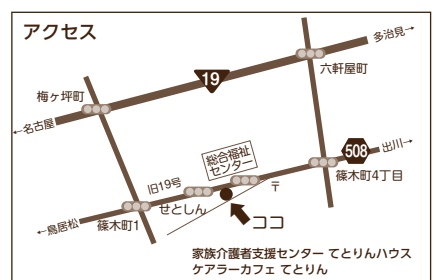 アクセス
多治見→
六軒屋町
19
梅ヶ坪町
←名古屋
508
出川→
総合福祉
センター
篠木町4丁目
旧19号
〒
せとしん
←鳥居松
篠木町1
ココ
家族介護者支援センター てとりんハウス
ケアラーカフェ てとりん